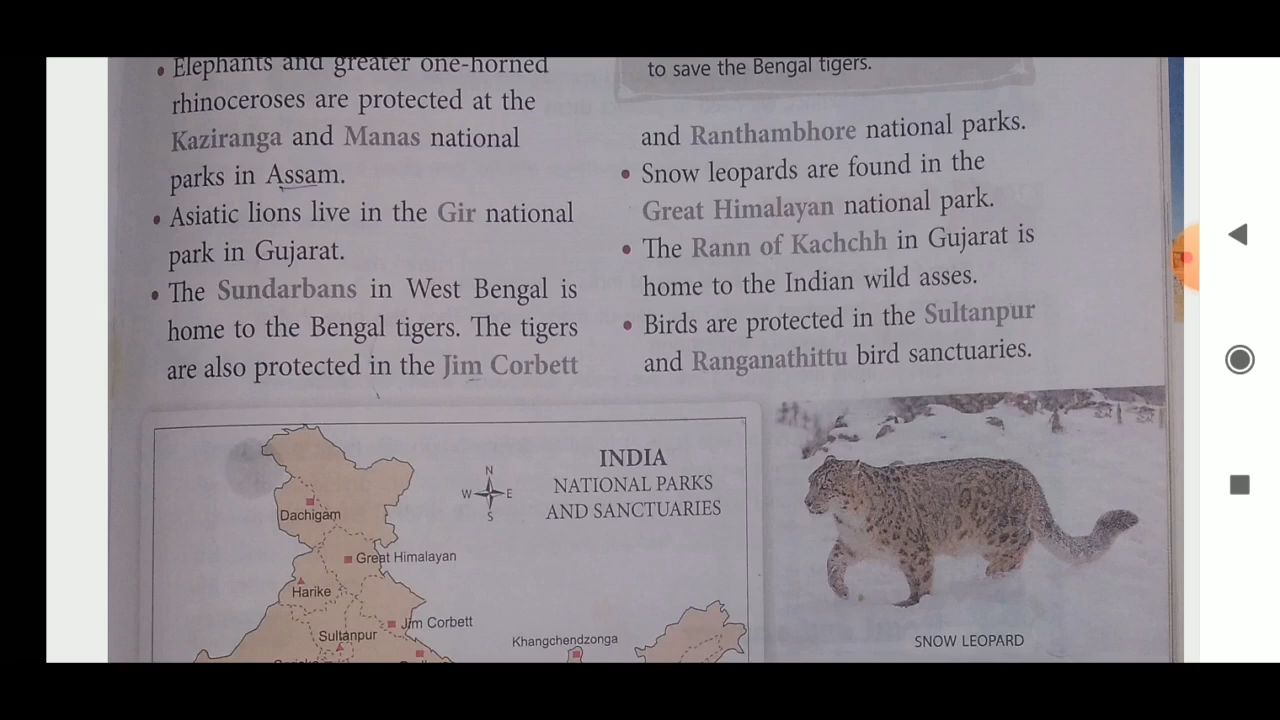 Elephants and greater one-horned
rhinoceroses are protected at the
Kaziranga and Manas national
parks in Assam.
• Asiatic lions live in the Gir national
park in Gujarat.
• The Sundarbans in West Bengal is
home to the Bengal tigers. The tigers
are also protected in the Jim Corbett
to save the Bengal tigers.
and Ranthambhore national parks.
• Snow leopards are found in the
Great Himalayan national park.
• The Rann of Kachchh in Gujarat is
home to the Indian wild asses.
• Birds are protected in the Sultanpur
and Ranganathittu bird sanctuaries.
INDIA
NATIONAL PARKS
AND SANCTUARIES
N
W E
S
Dachigam
Great Himalayan
Harike
Jim Corbett
Sultanpur
Khangchendzonga
SNOW LEOPARD